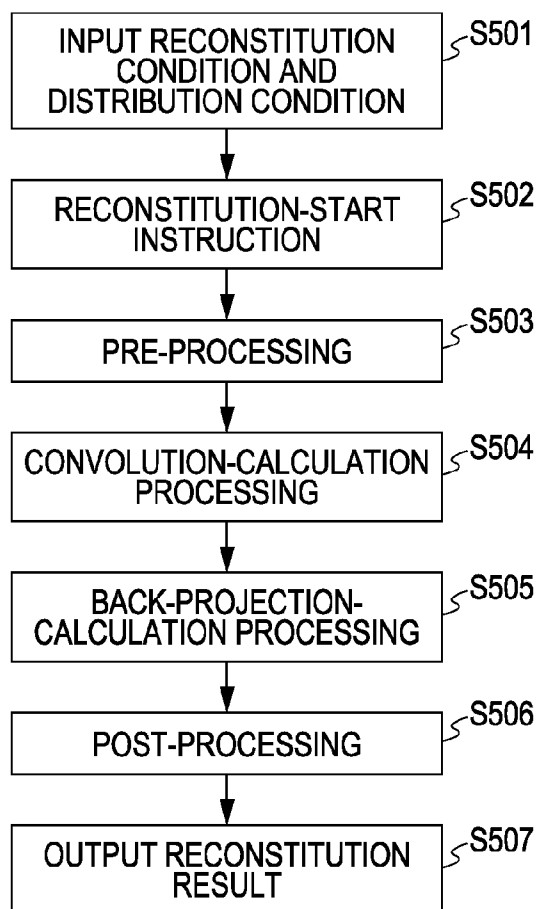 INPUT RECONSTITUTION
CONDITION AND
DISTRIBUTION CONDITION
S501
RECONSTITUTION-START
INSTRUCTION
S502
PRE-PROCESSING
S503
CONVOLUTION-CALCULATION
PROCESSING
S504
BACK-PROJECTION-
CALCULATION PROCESSING
S505
POST-PROCESSING
S506
OUTPUT RECONSTITUTION
RESULT
S507